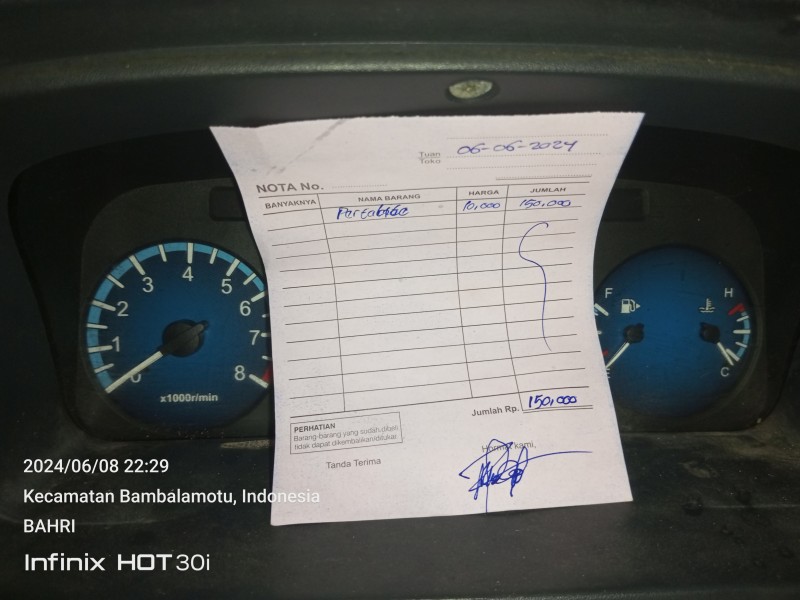 Tuan
Toko
06-06-2024
NOTA No.
BANYAKNYA NAMA BARANG HARGA JUMLAH
10,000 150,000
Jumlah Rp. 150,000
PERHATIAN
Barang-barang yang sudah dibeli
tidak dapat dikembalikan/ditukar
Tanda Terima
Hormat kami,
0 1 2 3 4 5 6 7 8
x1000r/min
F
E
H
C
2024/06/08 22:29
Kecamatan Bambalamotu, Indonesia
BAHRI
Infinix HOT 30i